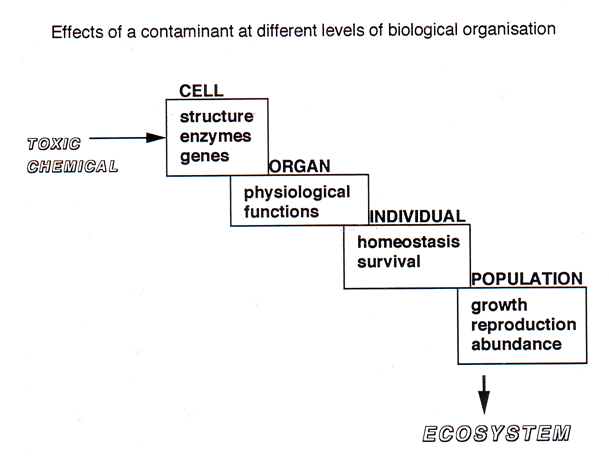 Effects of a contaminant at different levels of biological organisation
CELL
structure
enzymes
genes
TOXIC
CHEMICAL
ORGAN
physiological
functions
INDIVIDUAL
homeostasis
survival
POPULATION
growth
reproduction
abundance
ECOSYSTEM